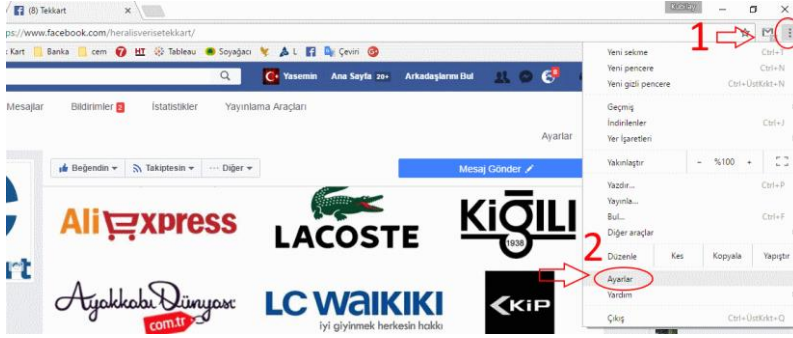 (8) Tekkart
ps://www.facebook.com/heralisverisetekkart/
Kart Banka cem HT Tableau Soyağacı L Çeviri
Yasemin Ana Sayfa 20+ Arkadaşlarını Bul
Mesajlar Bildirimler 2 İstatistikler Yayınlama Araçları
Ayarlar
Beğendin Takiptesin ... Diğer Mesaj Gönder
AliExpress LACOSTE KiĞILI
1938
Ayakkabı Dünyası LC WAIKIKI KiP
com.tr iyi giyinmek herkesin hakkı
rt
1
Yeni sekme Ctrl+T
Yeni pencere Ctrl+N
Yeni gizli pencere Ctrl+ÜstKrkt+N
Geçmiş
İndirilenler Ctrl+J
Yer İşaretleri
Yakınlaştır - %100 +
Yazdır... Ctrl+P
Yayınla...
Bul... Ctrl+F
Diğer araçlar
2
Düzenle Kes Kopyala Yapıştır
Ayarlar
Yardım
Çıkış Ctrl+ÜstKrkt+Q